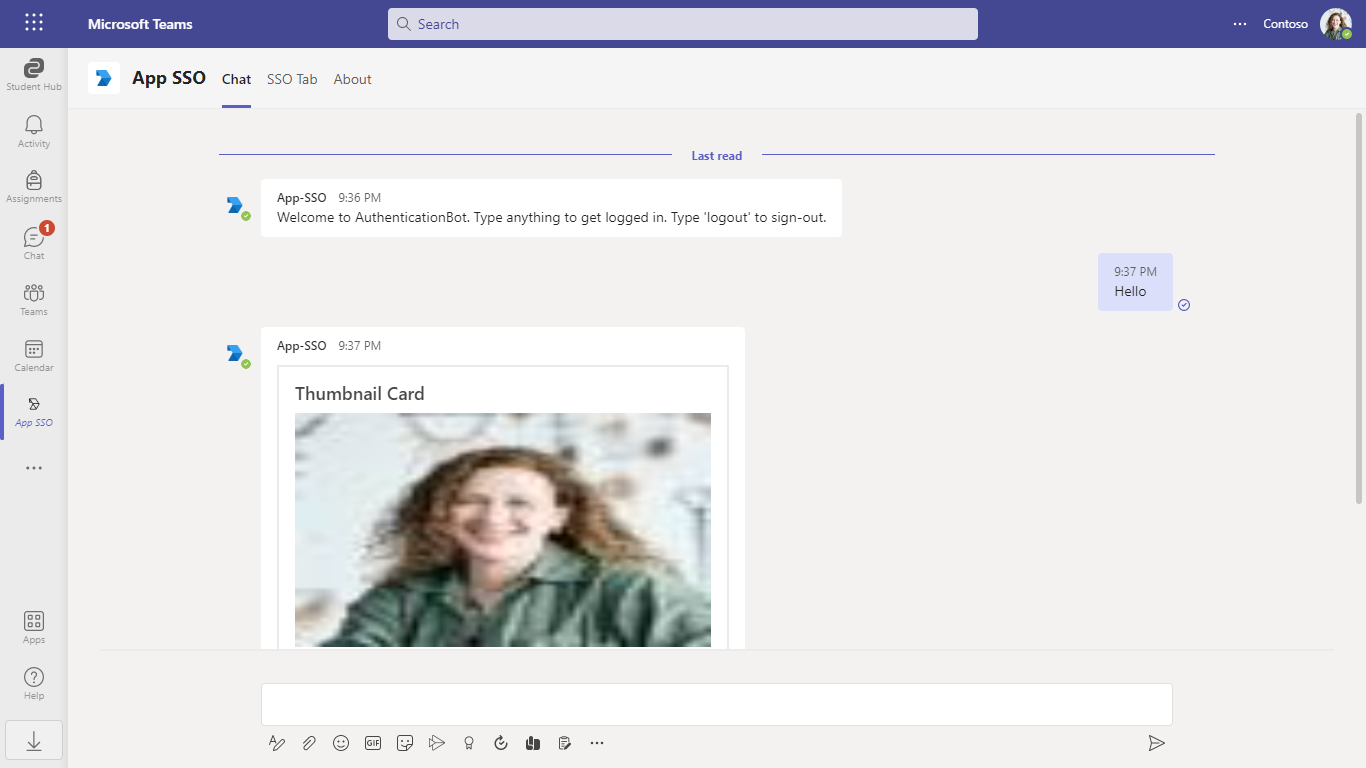 Microsoft Teams
Search
Contoso
Student Hub
Activity
Assignments
1
Chat
Teams
Calendar
App SSO
Apps
Help
App SSO
Chat
SSO Tab
About
Last read
App-SSO 9:36 PM
Welcome to AuthenticationBot. Type anything to get logged in. Type 'logout' to sign-out.
9:37 PM
Hello
App-SSO 9:37 PM
Thumbnail Card
GIF